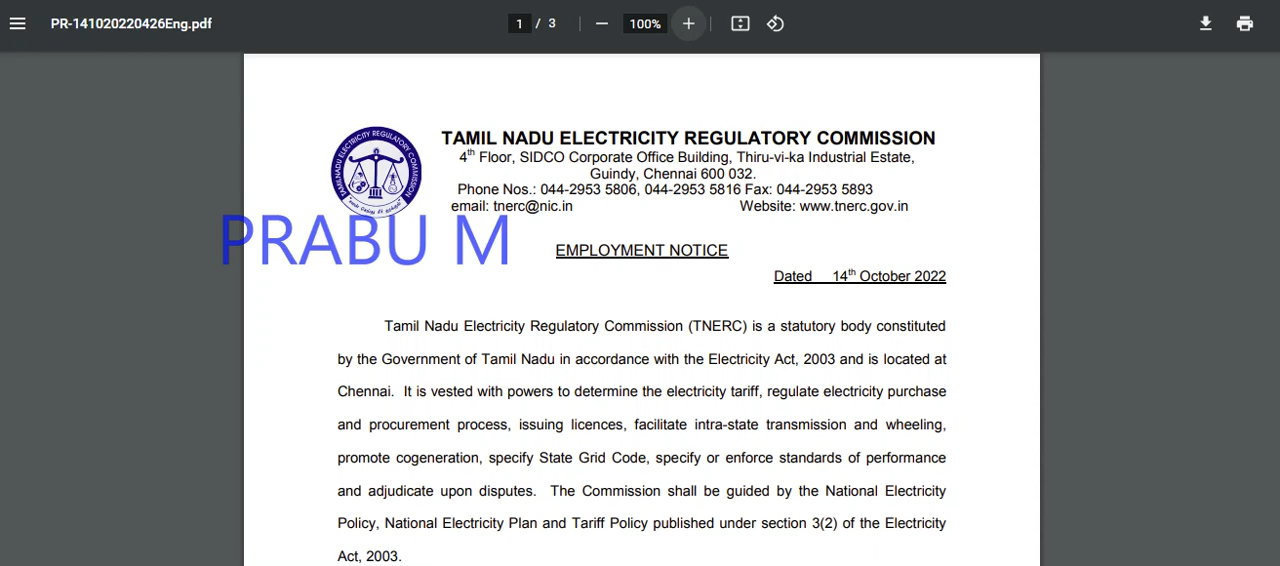 PR-141020220426Eng.pdf
1 / 3
100%
TAMILNADU ELECTRICITY REGULATORY COMMISSION
TAMIL NADU ELECTRICITY REGULATORY COMMISSION
4th Floor, SIDCO Corporate Office Building, Thiru-vi-ka Industrial Estate,
Guindy, Chennai 600 032.
Phone Nos.: 044-2953 5806, 044-2953 5816 Fax: 044-2953 5893
email: tnerc@nic.in Website: www.tnerc.gov.in
PRABU M
EMPLOYMENT NOTICE
Dated 14th October 2022
Tamil Nadu Electricity Regulatory Commission (TNERC) is a statutory body constituted
by the Government of Tamil Nadu in accordance with the Electricity Act, 2003 and is located at
Chennai. It is vested with powers to determine the electricity tariff, regulate electricity purchase
and procurement process, issuing licences, facilitate intra-state transmission and wheeling,
promote cogeneration, specify State Grid Code, specify or enforce standards of performance
and adjudicate upon disputes. The Commission shall be guided by the National Electricity
Policy, National Electricity Plan and Tariff Policy published under section 3(2) of the Electricity
Act, 2003.